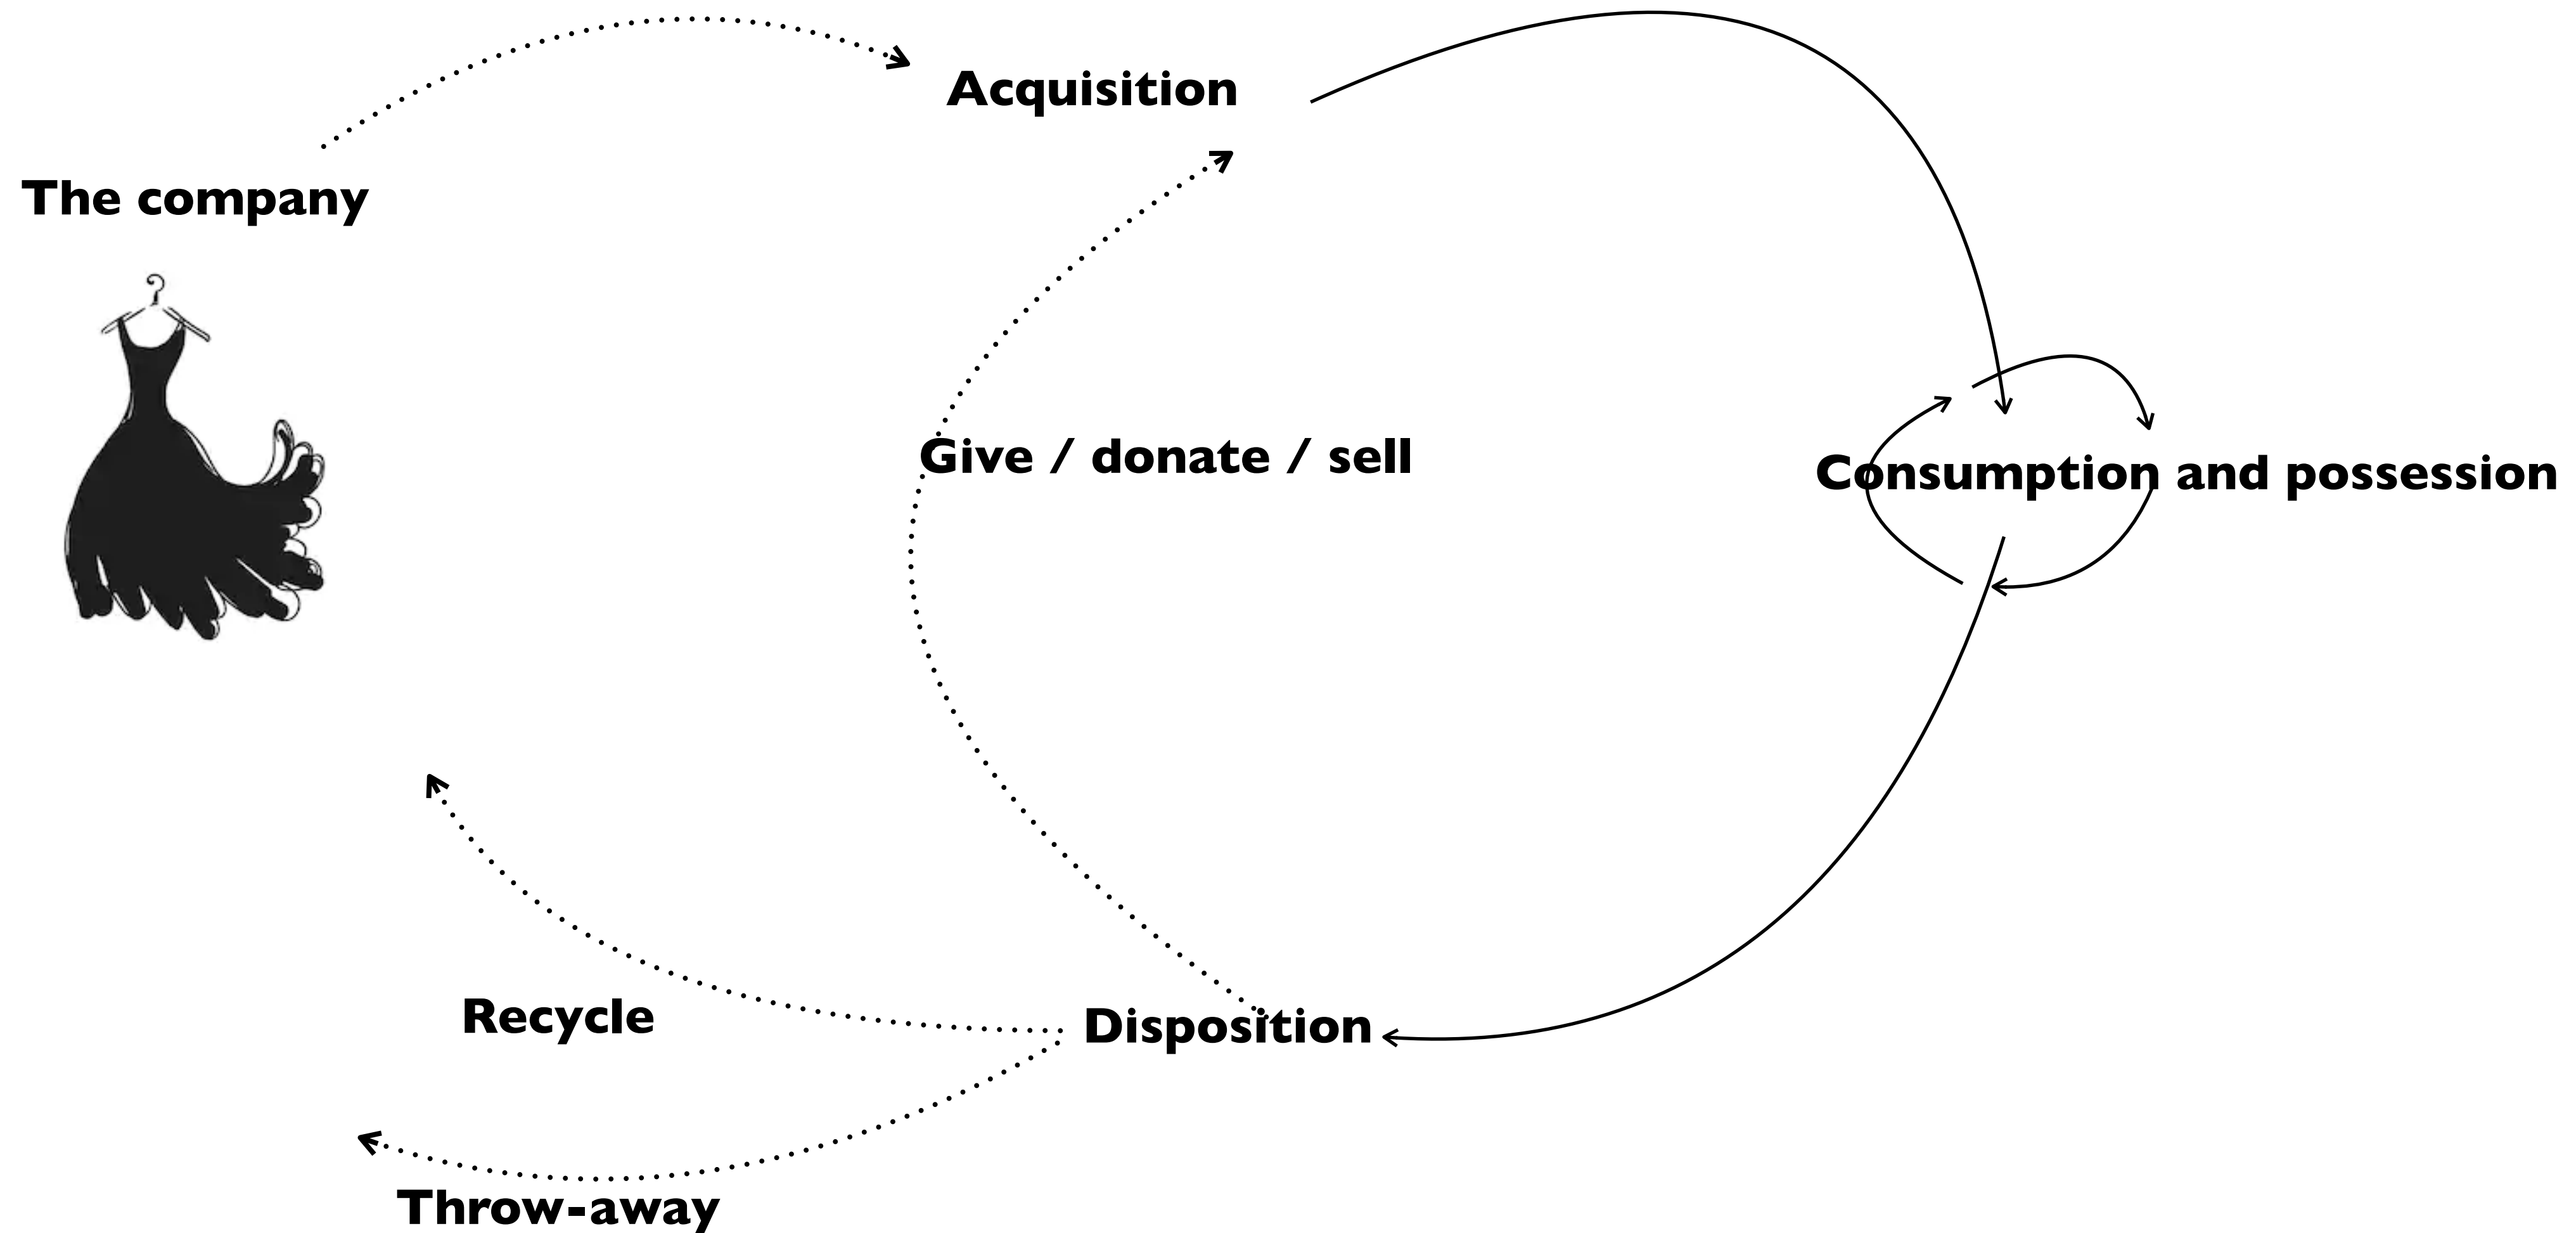 Acquisition
The company
Give / donate / sell
Consumption and possession
Recycle
Disposition
Throw-away